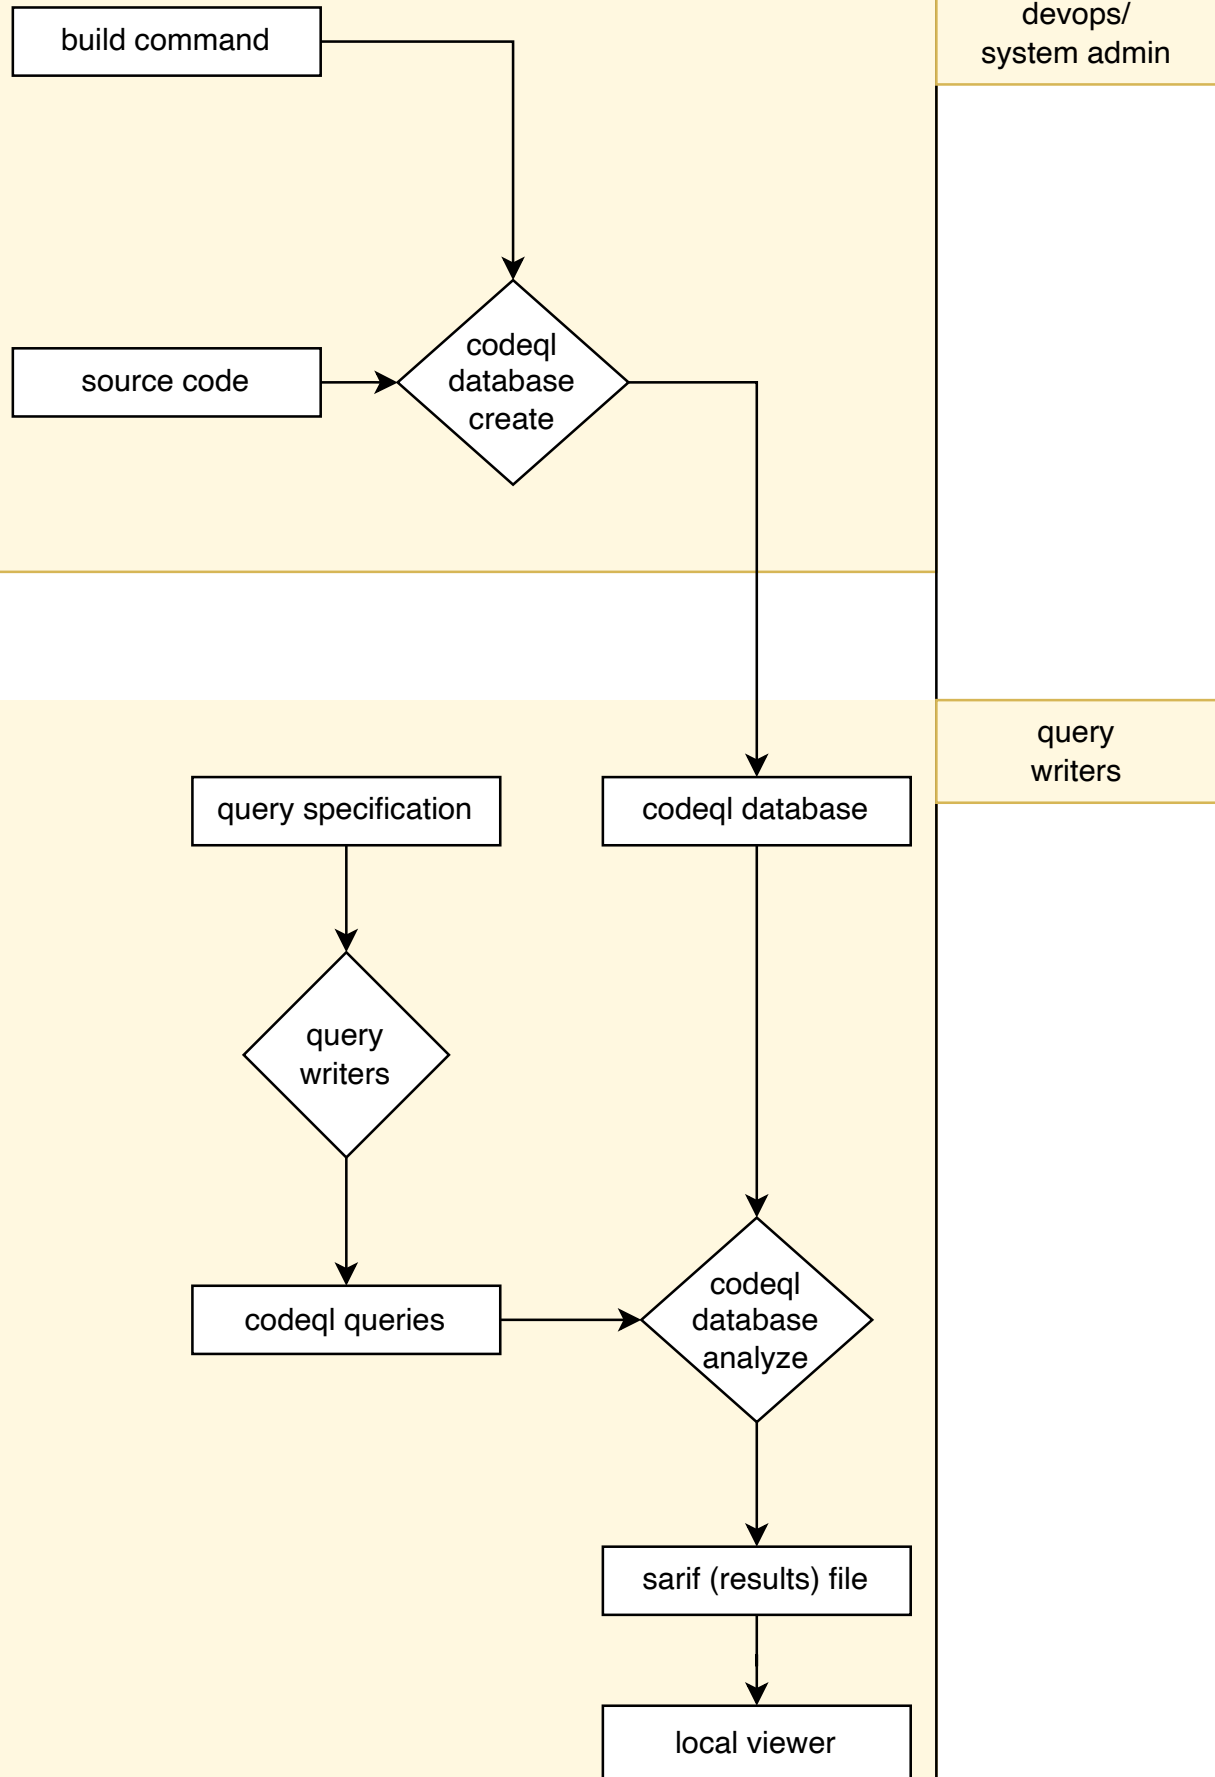 build command
devops/
system admin
codeql
database
create
source code
query
writers
query specification
codeql database
query
writers
codeql
database
analyze
codeql queries
sarif (results) file
local viewer